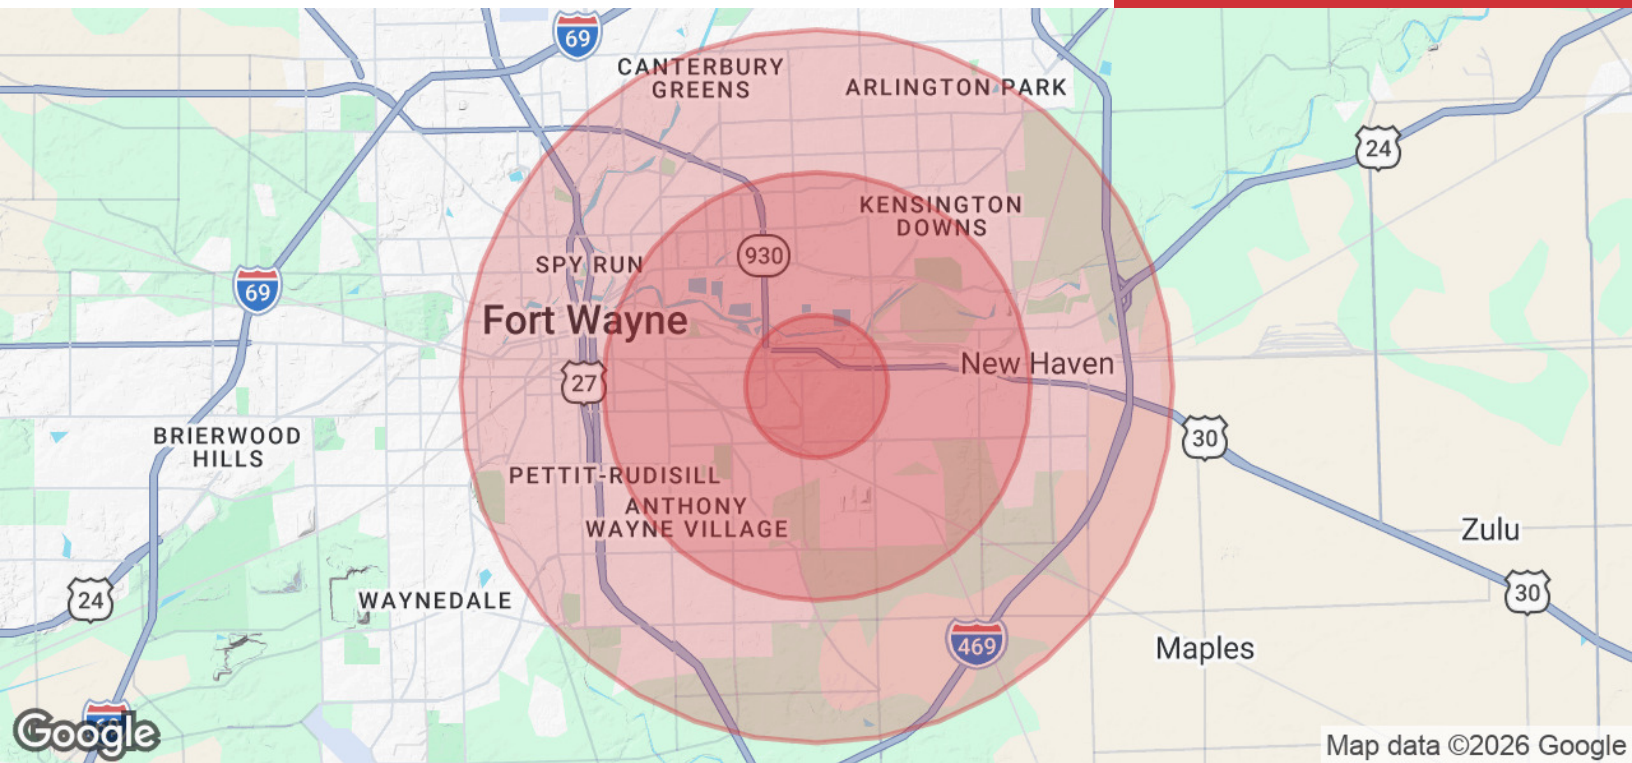 69
CANTERBURY
GREENS
ARLINGTON PARK
24
KENSINGTON
DOWNS
930
SPY RUN
69
Fort Wayne
New Haven
27
30
BRIERWOOD
HILLS
PETTIT-RUDISILL
ANTHONY
WAYNE VILLAGE
Zulu
24
WAYNEDALE
30
469
Maples
69
Google
Map data ©2026 Google